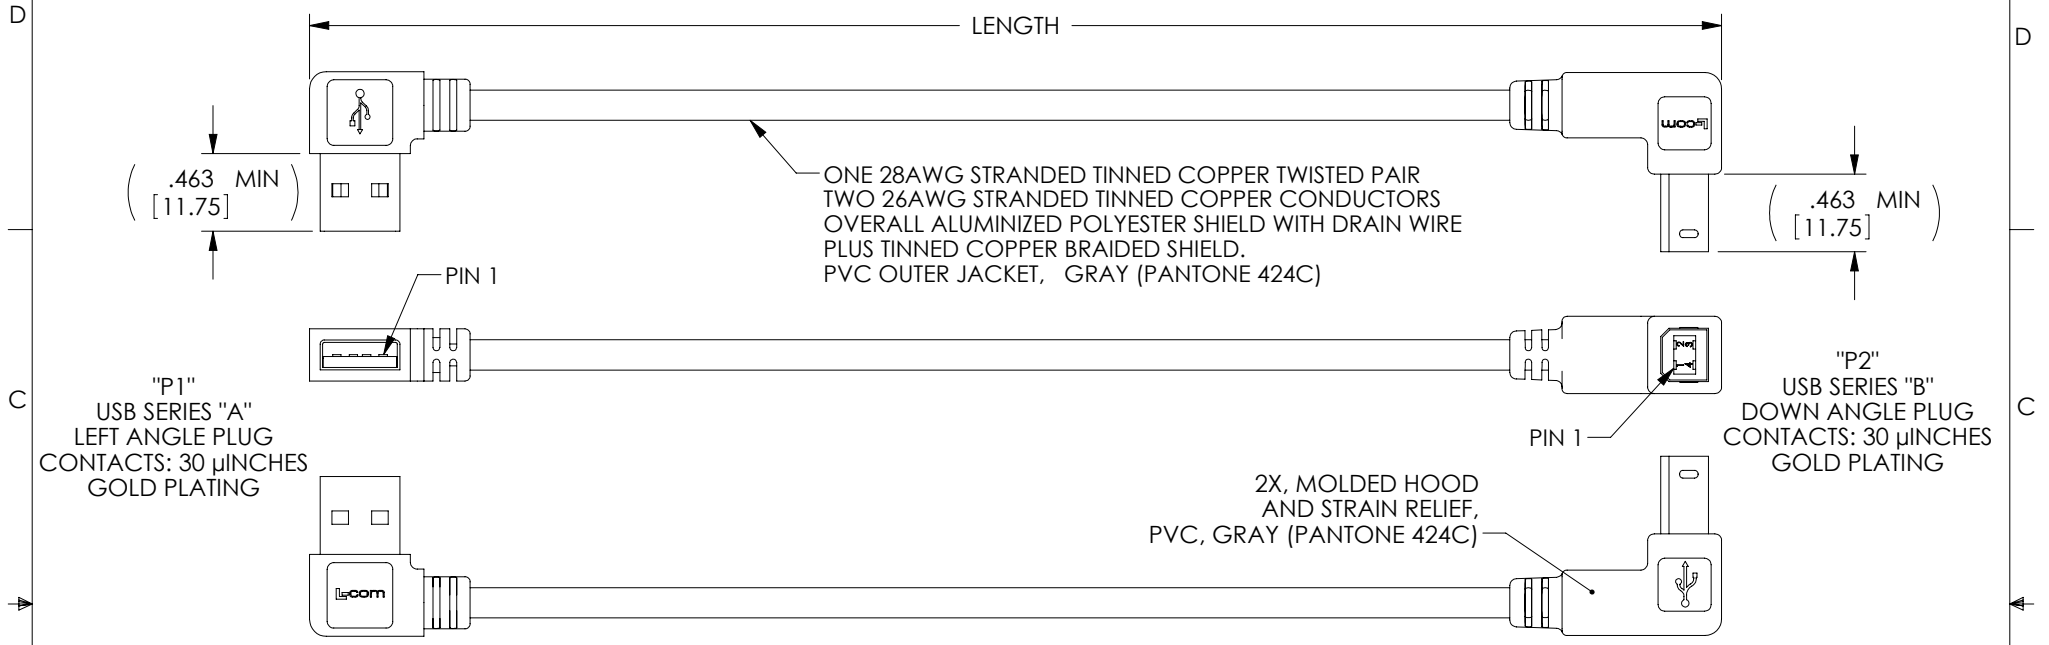 D
LENGTH
D
L-com
.463 MIN
[11.75]
ONE 28AWG STRANDED TINNED COPPER TWISTED PAIR
TWO 26AWG STRANDED TINNED COPPER CONDUCTORS
OVERALL ALUMINIZED POLYESTER SHIELD WITH DRAIN WIRE
PLUS TINNED COPPER BRAIDED SHIELD.
PVC OUTER JACKET, GRAY (PANTONE 424C)
.463 MIN
[11.75]
PIN 1
2 3
1 4
C
"P1"
USB SERIES "A"
LEFT ANGLE PLUG
CONTACTS: 30 µINCHES
GOLD PLATING
PIN 1
"P2"
USB SERIES "B"
DOWN ANGLE PLUG
CONTACTS: 30 µINCHES
GOLD PLATING
C
2X, MOLDED HOOD
AND STRAIN RELIEF,
PVC, GRAY (PANTONE 424C)
L-com